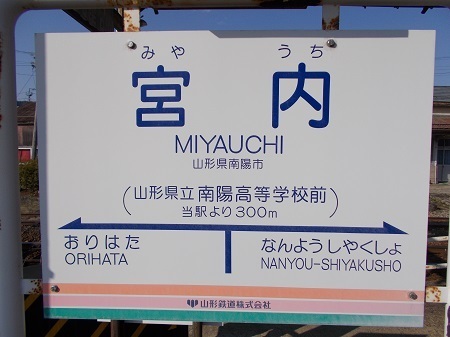 みや うち
宮 内
MIYAUCHI
山形県南陽市
(山形県立南陽高等学校前)
当駅より300m
おりはた なんようしやくしょ
ORIHATA NANYOU-SHIYAKUSHO
山形鉄道株式会社